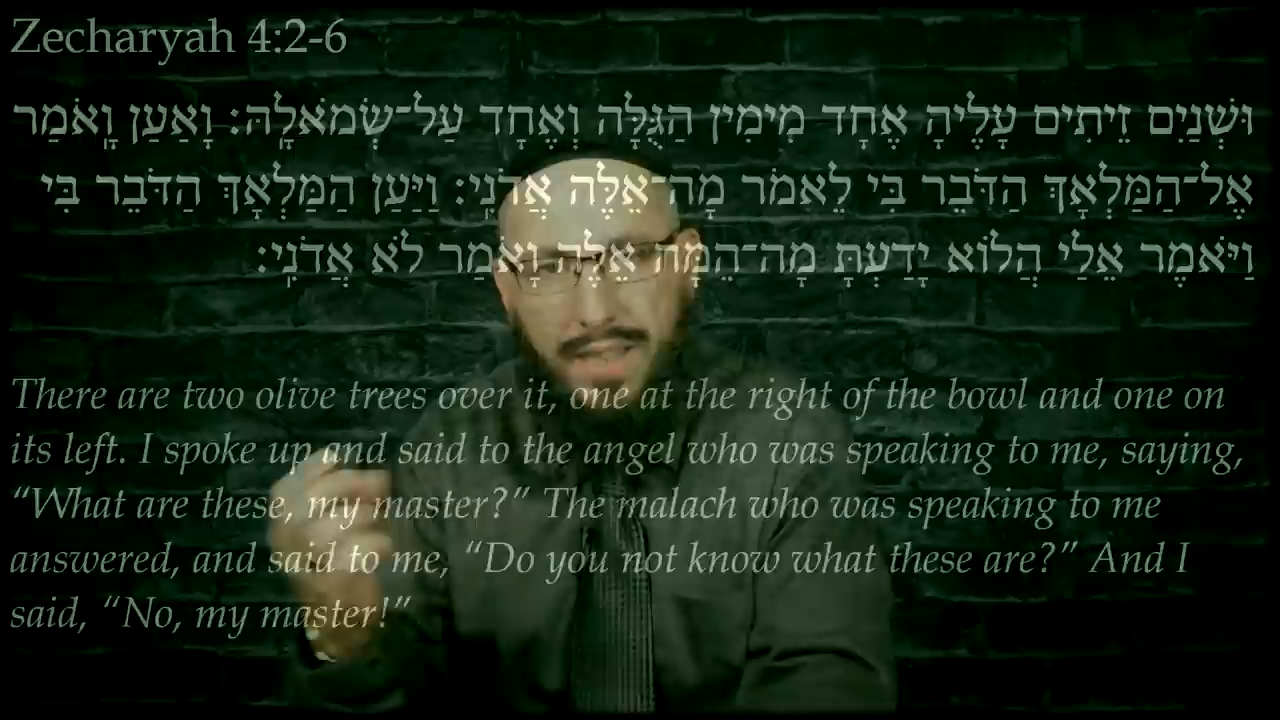 Zecharyah 4:2-6
וּשְׁנַיִם זֵיתִים עָלֶיהָ אֶחָד מִימִין הַגֻּלָּה וְאֶחָד עַל־שְׂמֹאלָֽהּ׃ וָאַעַן וָֽאֹמַר
אֶל־הַמַּלְאָךְ הַדֹּבֵר בִּי לֵאמֹר מָה־אֵלֶּה אֲדֹנִֽי׃ וַיַּעַן הַמַּלְאָךְ הַדֹּבֵר בִּי
וַיֹּאמֶר אֵלַי הֲלוֹא יָדַעְתָּ מָה־הֵמָּה אֵלֶּה וָאֹמַר לֹא אֲדֹנִֽי׃
There are two olive trees over it, one at the right of the bowl and one on
its left. I spoke up and said to the angel who was speaking to me, saying,
“What are these, my master?” The malach who was speaking to me
answered, and said to me, “Do you not know what these are?” And I
said, “No, my master!”